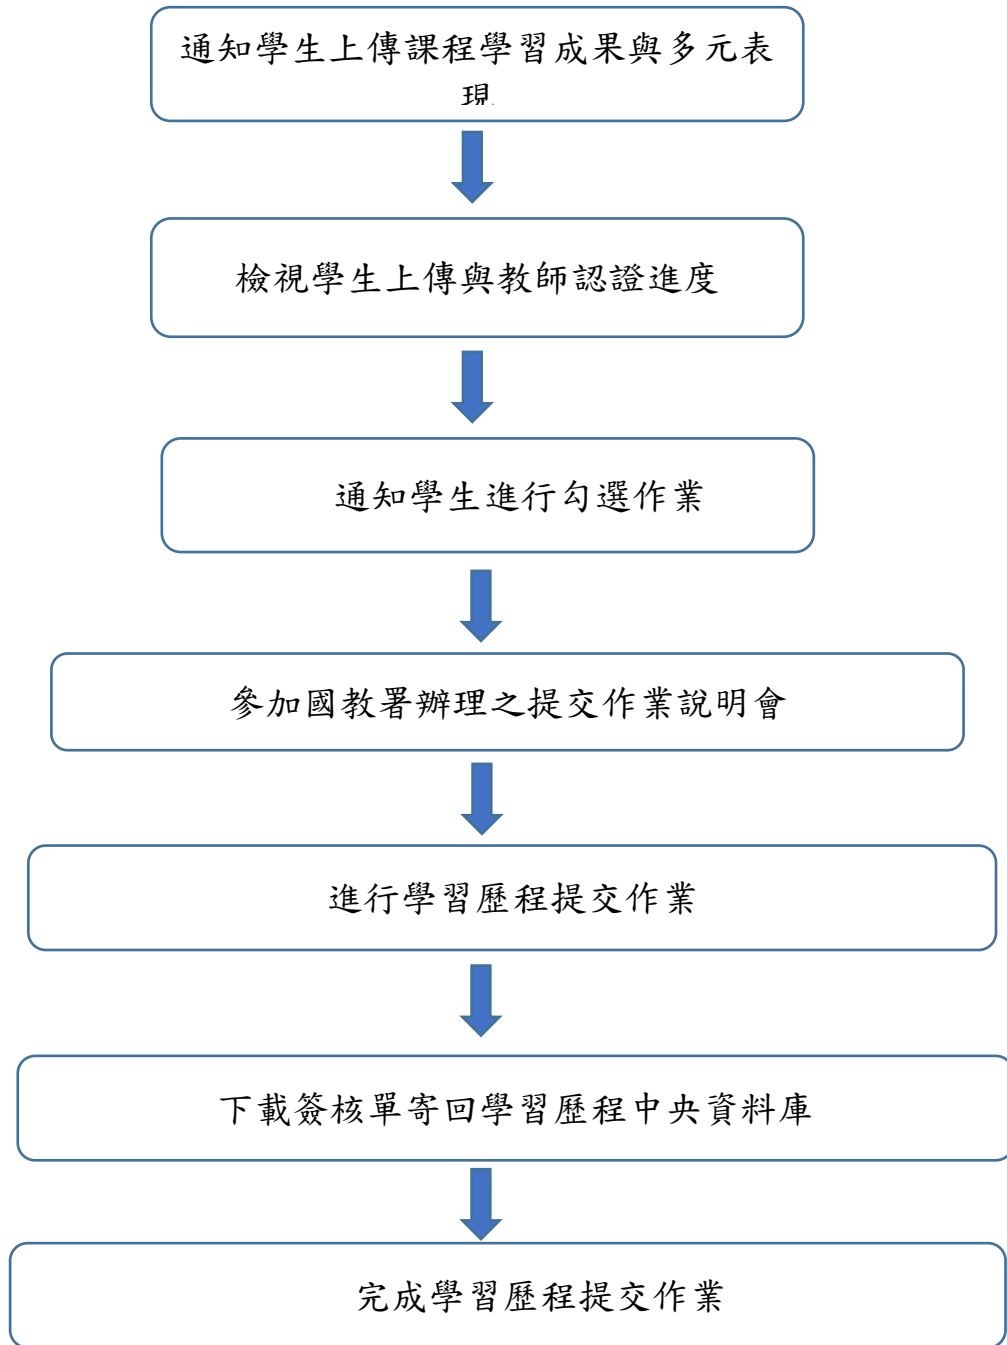 通知學生上傳課程學習成果與多元表
現
檢視學生上傳與教師認證進度
通知學生進行勾選作業
參加國教署辦理之提交作業說明會
進行學習歷程提交作業
下載簽核單寄回學習歷程中央資料庫
完成學習歷程提交作業